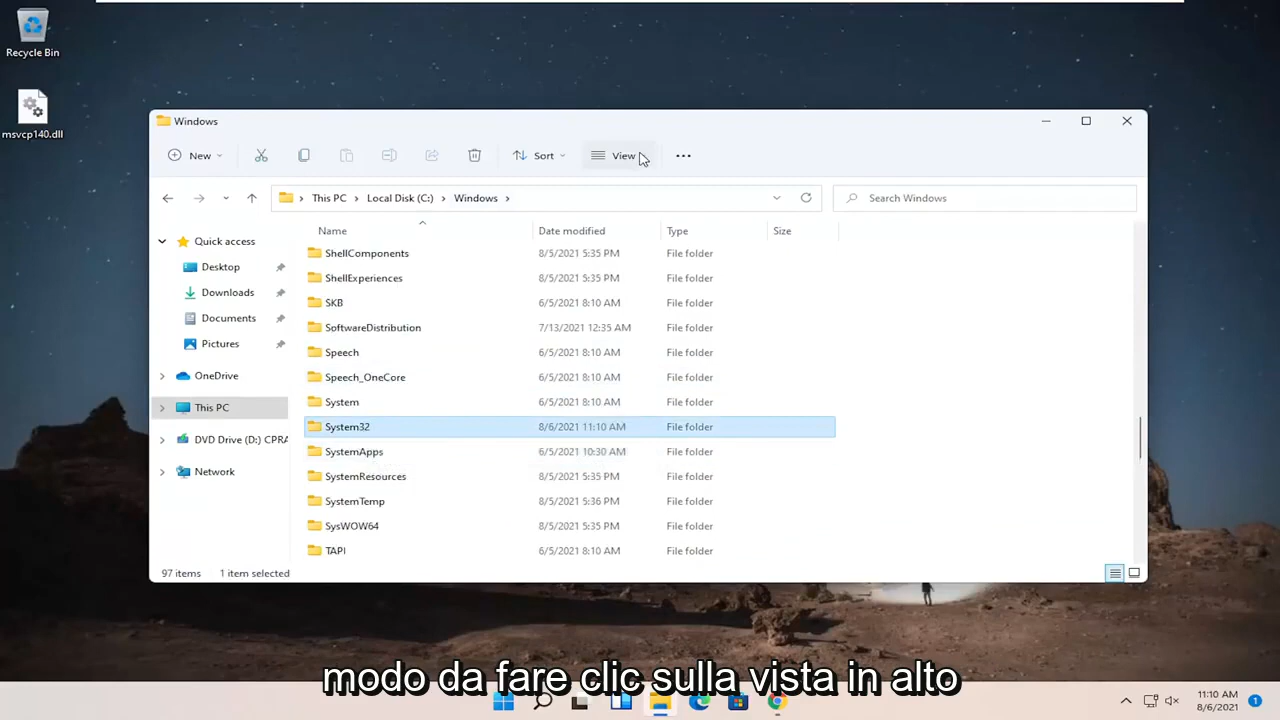 Recycle Bin
msvcp140.dll
Windows
New
Sort
View
This PC
Local Disk (C:)
Windows
Search Windows
Name
Date modified
Type
Size
Quick access
Desktop
Downloads
Documents
Pictures
OneDrive
This PC
DVD Drive (D:) CPRA
Network
ShellComponents 8/5/2021 5:35 PM File folder
ShellExperiences 8/5/2021 5:35 PM File folder
SKB 6/5/2021 8:10 AM File folder
SoftwareDistribution 7/13/2021 12:35 AM File folder
Speech 6/5/2021 8:10 AM File folder
Speech_OneCore 6/5/2021 8:10 AM File folder
System 6/5/2021 8:10 AM File folder
System32 8/6/2021 11:10 AM File folder
SystemApps 6/5/2021 10:30 AM File folder
SystemResources 8/5/2021 5:35 PM File folder
SystemTemp 8/5/2021 5:36 PM File folder
SysWOW64 8/5/2021 5:35 PM File folder
TAPI 6/5/2021 8:10 AM File folder
97 items 1 item selected
modo da fare clic sulla vista in alto
11:10 AM
8/6/2021
1